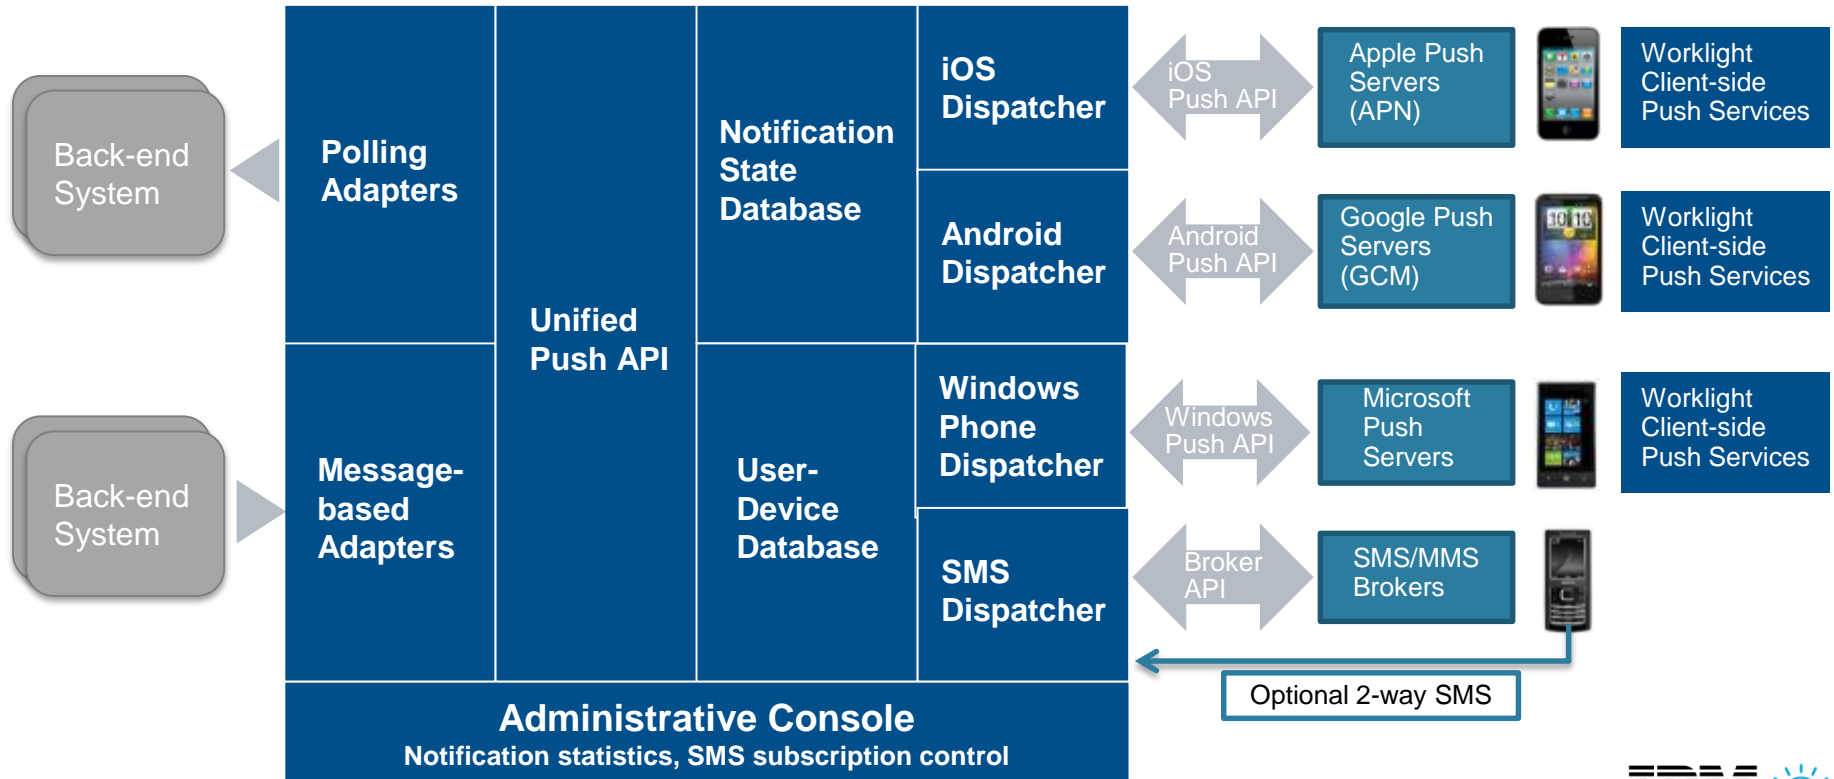 Back-end
System
Back-end
System
Polling
Adapters
Message-
based
Adapters
Unified
Push API
Notification
State
Database
User-
Device
Database
iOS
Dispatcher
Android
Dispatcher
Windows
Phone
Dispatcher
SMS
Dispatcher
Administrative Console
Notification statistics, SMS subscription control
iOS
Push API
Apple Push
Servers
(APN)
Worklight
Client-side
Push Services
Android
Push API
Google Push
Servers
(GCM)
10 10
Worklight
Client-side
Push Services
Windows
Push API
Microsoft
Push
Servers
Worklight
Client-side
Push Services
Broker
API
SMS/MMS
Brokers
Optional 2-way SMS
IBM